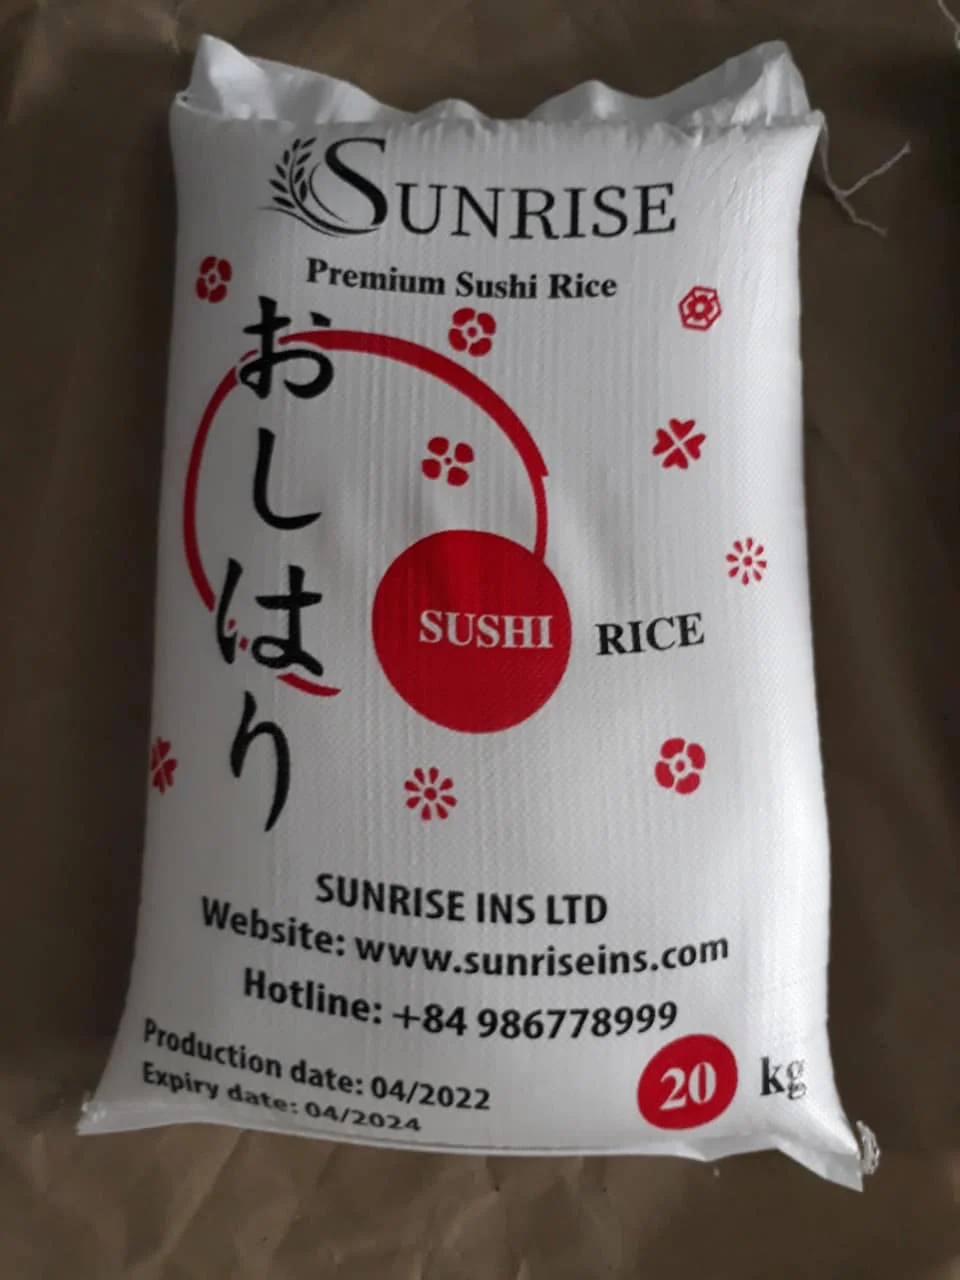 SUNRISE
Premium Sushi Rice
おしはり
SUSHI RICE
SUNRISE INS LTD
Website: www.sunriseins.com
Hotline: +84 986778999
Production date: 04/2022
Expiry date: 04/2024
20 kg